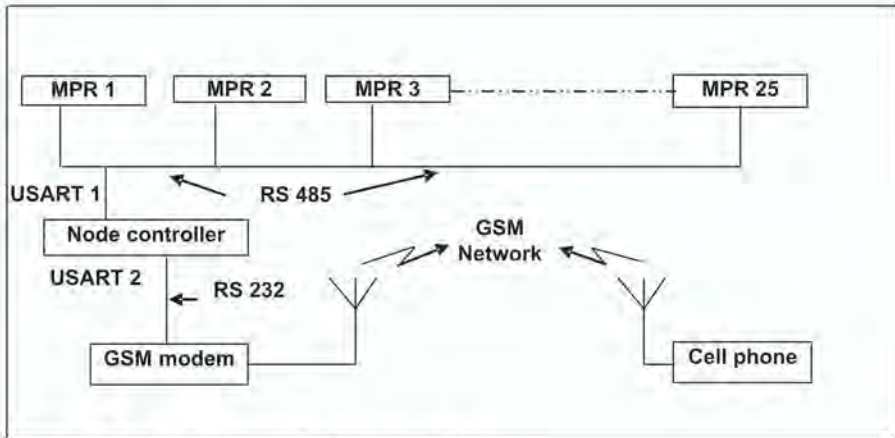 MPR 1
MPR 2
MPR 3
MPR 25
USART 1
RS 485
Node controller
GSM
Network
USART 2
RS 232
GSM modem
Cell phone